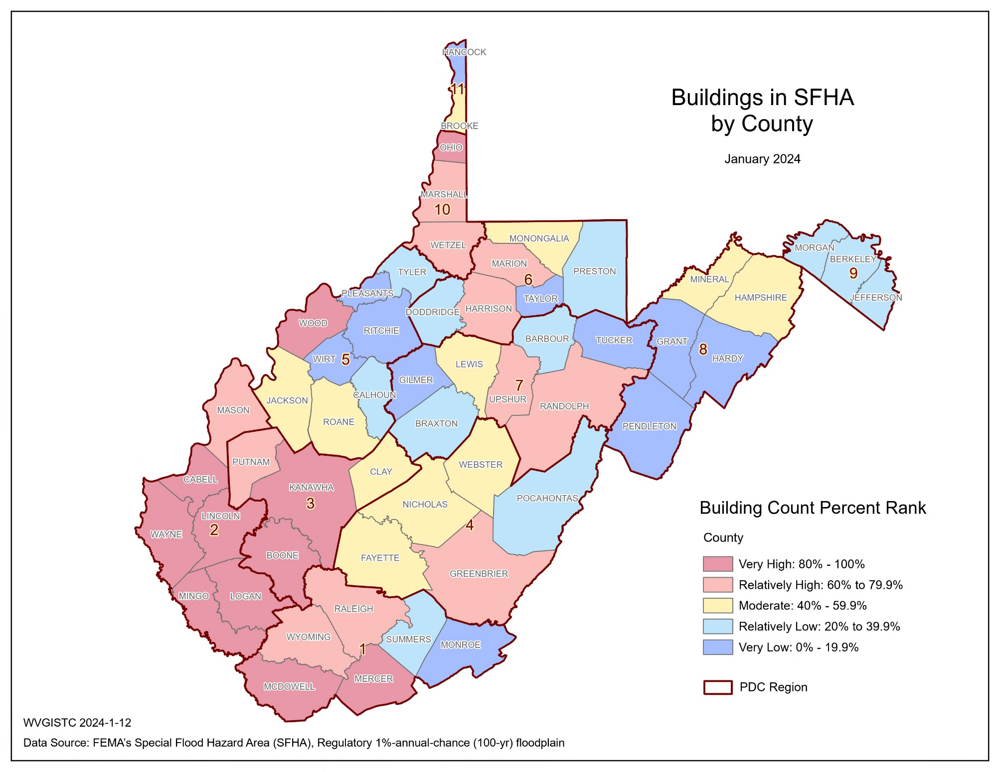 HANCOCK
11
Buildings in SFHA
by County
BROOKE
OHIO
January 2024
MARSHALL
10
MONONGALIA
WETZEL
MORGAN
BERKELEY
MARION
TYLER
PRESTON
9
6
MINERAL
PLEASANTS
TAYLOR
HAMPSHIRE
JEFFERSON
HARRISON
DODDRIDGE
WOOD
RITCHIE
BARBOUR
TUCKER
GRANT
8
HARDY
WIRT
5
LEWIS
GILMER
7
CALHOUN
UPSHUR
JACKSON
RANDOLPH
MASON
ROANE
BRAXTON
PENDLETON
PUTNAM
WEBSTER
CLAY
CABELL
KANAWHA
POCAHONTAS
3
NICHOLAS
LINCOLN
2
4
WAYNE
BOONE
FAYETTE
GREENBRIER
MINGO
LOGAN
RALEIGH
WYOMING
SUMMERS
MONROE
1
MERCER
MCDOWELL
Building Count Percent Rank
County
Very High: 80% - 100%
Relatively High: 60% to 79.9%
Moderate: 40% - 59.9%
Relatively Low: 20% to 39.9%
Very Low: 0% - 19.9%
PDC Region
WVGISTC 2024-1-12
Data Source: FEMA’s Special Flood Hazard Area (SFHA), Regulatory 1%-annual-chance (100-yr) floodplain